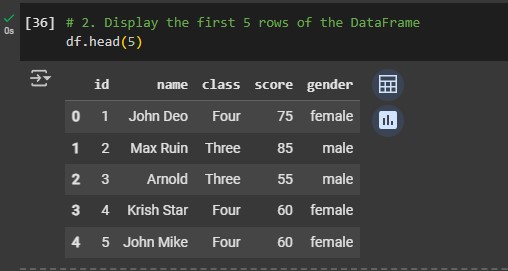 [36] # 2. Display the first 5 rows of the DataFrame
0s df.head(5)
id name class score gender
0 1 John Deo Four 75 female
1 2 Max Ruin Three 85 male
2 3 Arnold Three 55 male
3 4 Krish Star Four 60 female
4 5 John Mike Four 60 female